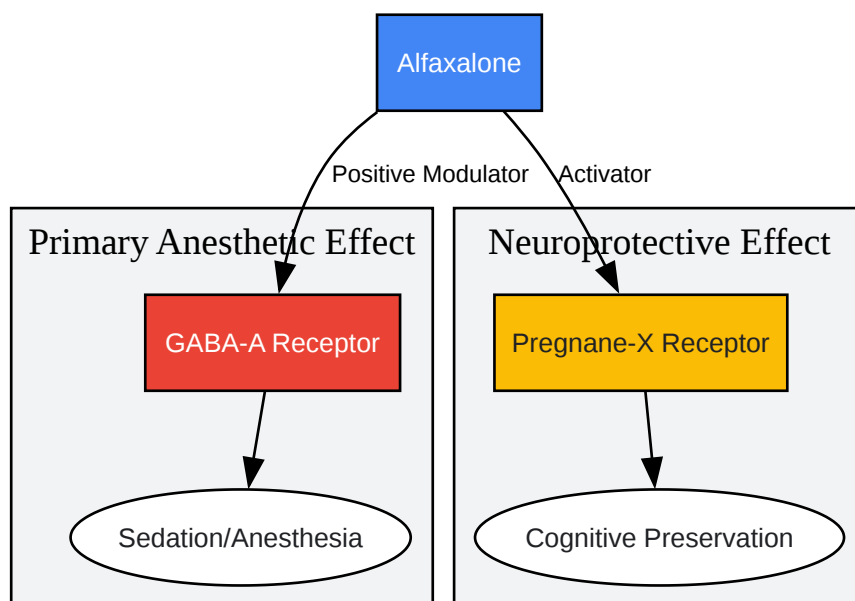 Alfaxalone
Positive Modulator
Activator
Primary Anesthetic Effect
Neuroprotective Effect
GABA-A Receptor
Pregnane-X Receptor
Sedation/Anesthesia
Cognitive Preservation